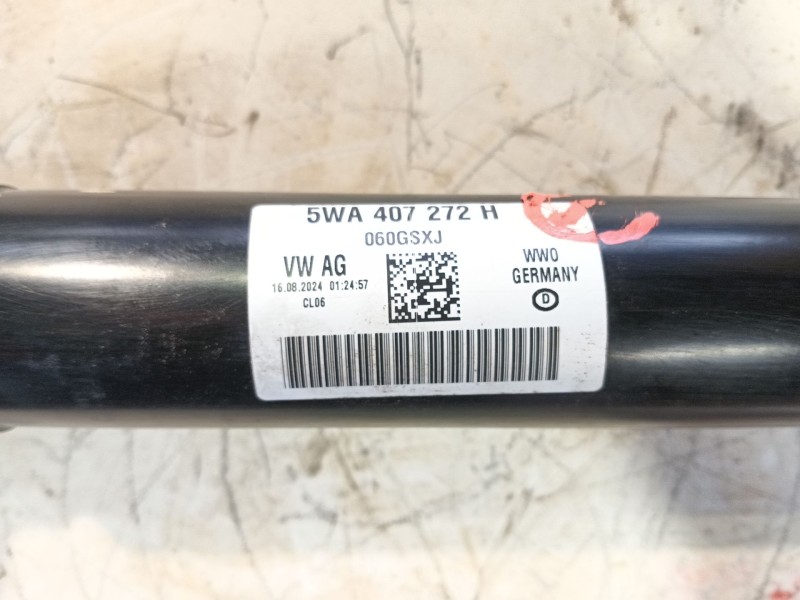 5WA 407 272 H
060GSXJ
VW AG
16.08.2024 01:24:57
CL06
WWO
GERMANY
D